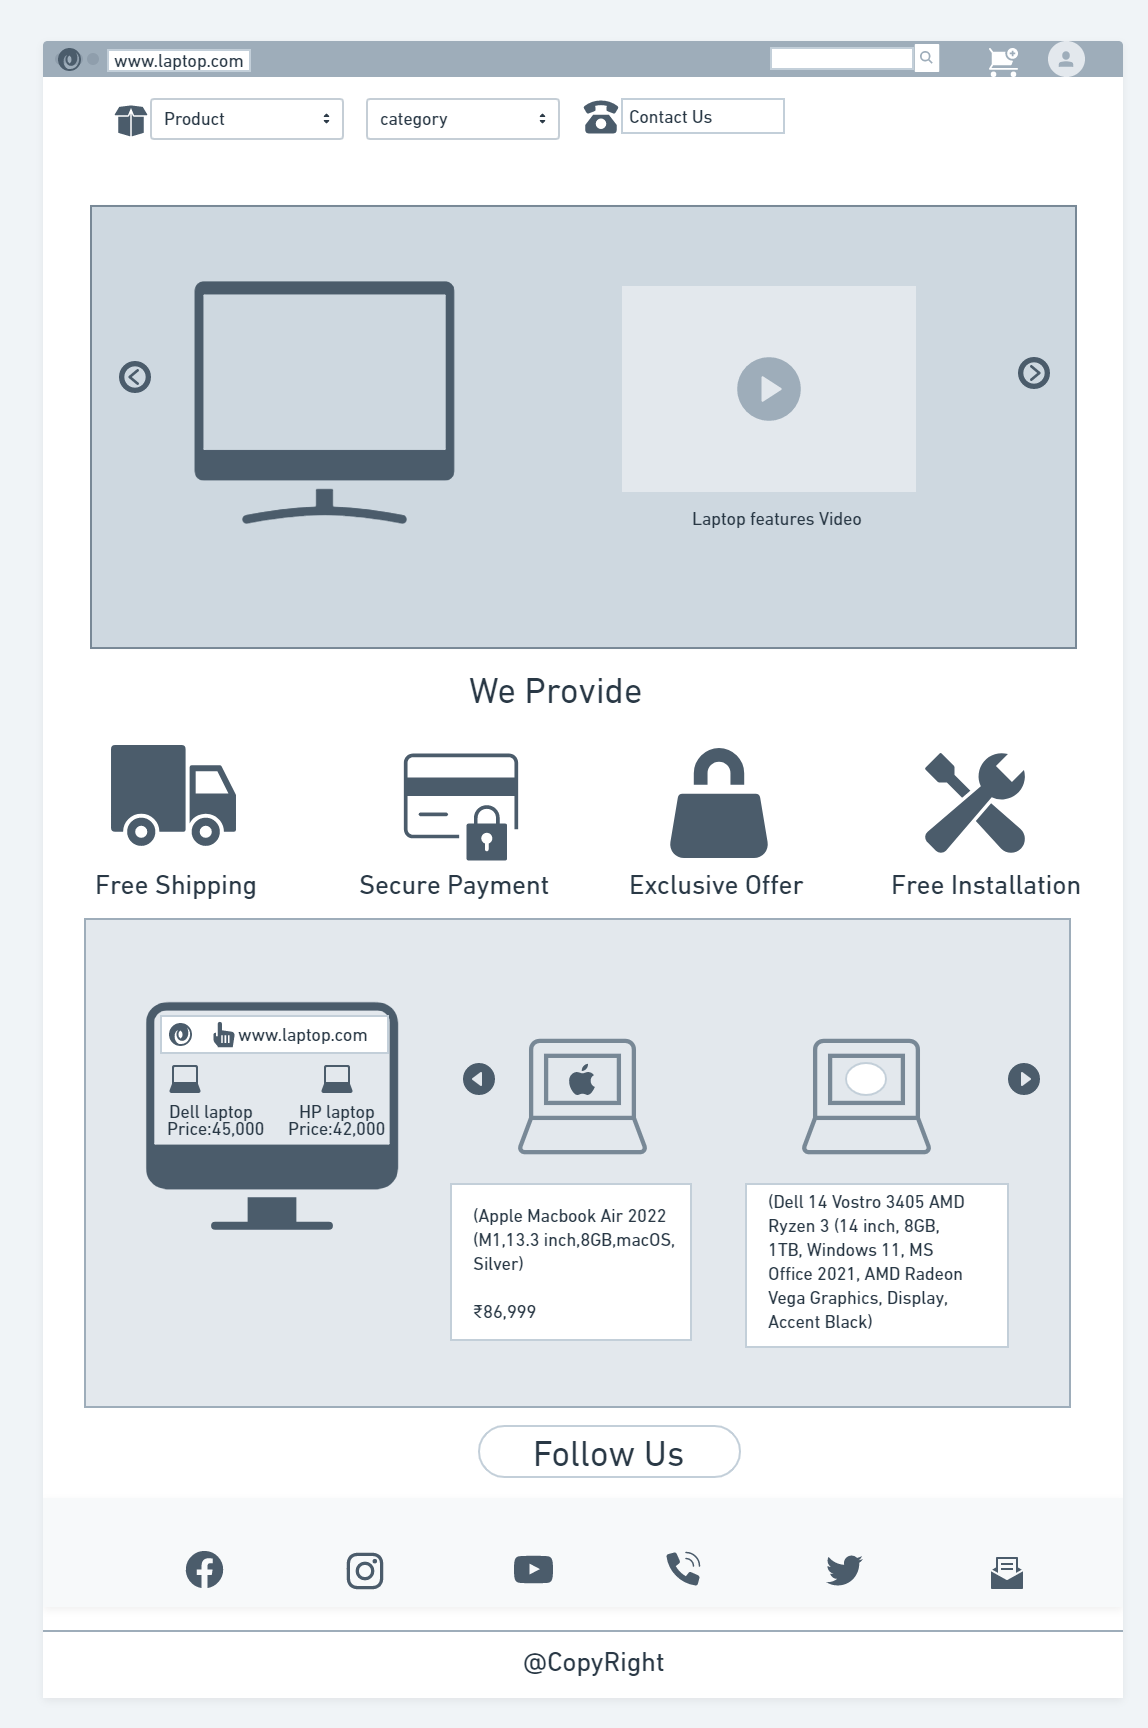 www.laptop.com
Product
category
Contact Us
Laptop features Video
We Provide
Free Shipping
Secure Payment
Exclusive Offer
Free Installation
www.laptop.com
Dell laptop
Price:45,000
HP laptop
Price:42,000
(Apple Macbook Air 2022
(M1,13.3 inch,8GB,macOS,
Silver)
₹86,999
(Dell 14 Vostro 3405 AMD
Ryzen 3 (14 inch, 8GB,
1TB, Windows 11, MS
Office 2021, AMD Radeon
Vega Graphics, Display,
Accent Black)
Follow Us
@CopyRight